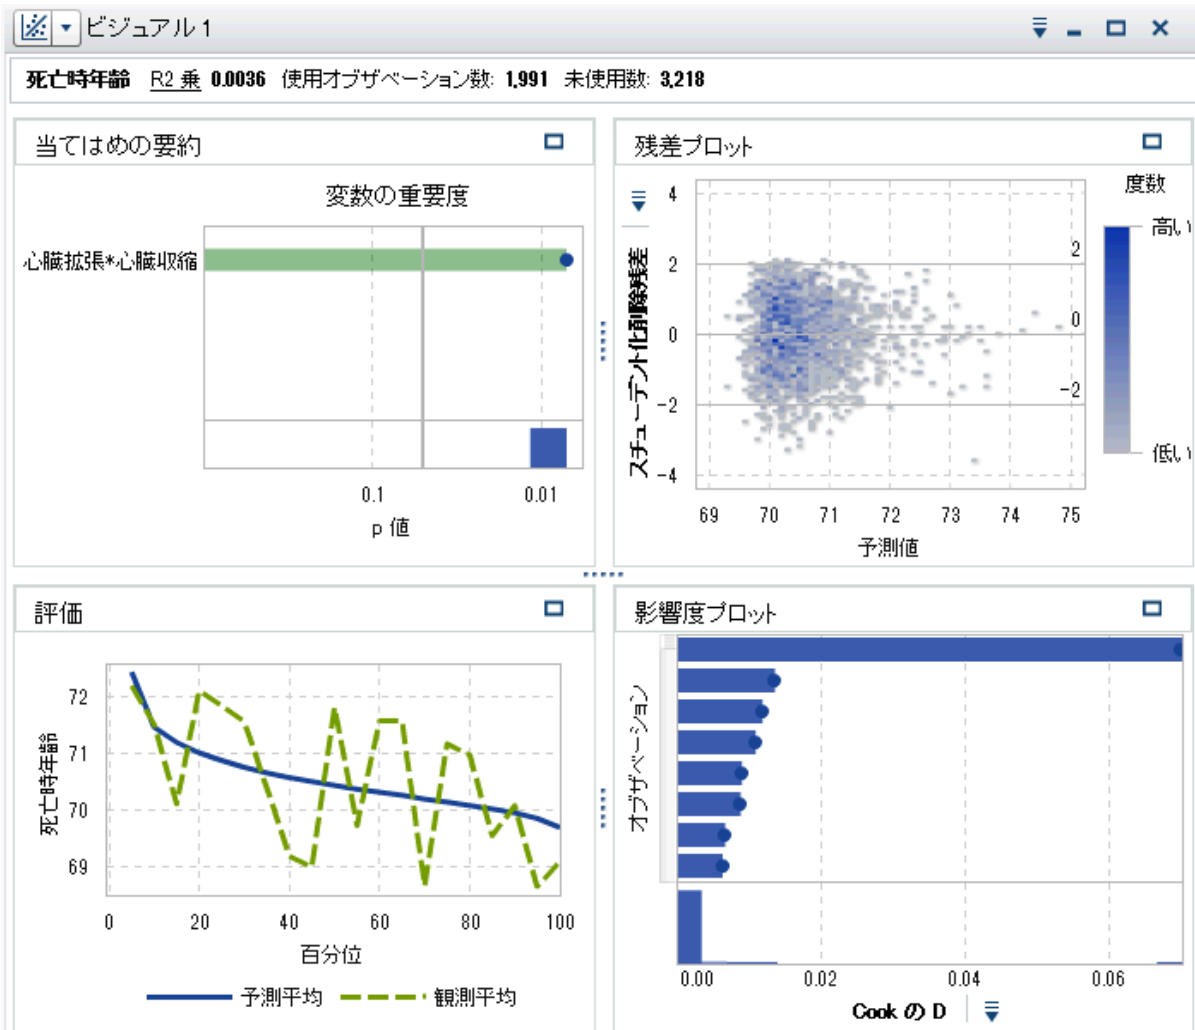 ビジュアル 1
死亡時年齢 R2 乗 0.0036 使用オブザベーション数: 1,991 未使用数: 3,218
当てはめの要約
変数の重要度
心臓拡張*心臓収縮
0.1 0.01
p 値
残差プロット
度数
高い
低い
スチューデント化削除残差
4
2
0
-2
-4
2
0
-2
69 70 71 72 73 74 75
予測値
評価
死亡時年齢
72
71
70
69
0 20 40 60 80 100
百分位
予測平均 観測平均
影響度プロット
オブザベーション
0.00 0.02 0.04 0.06
Cook の D